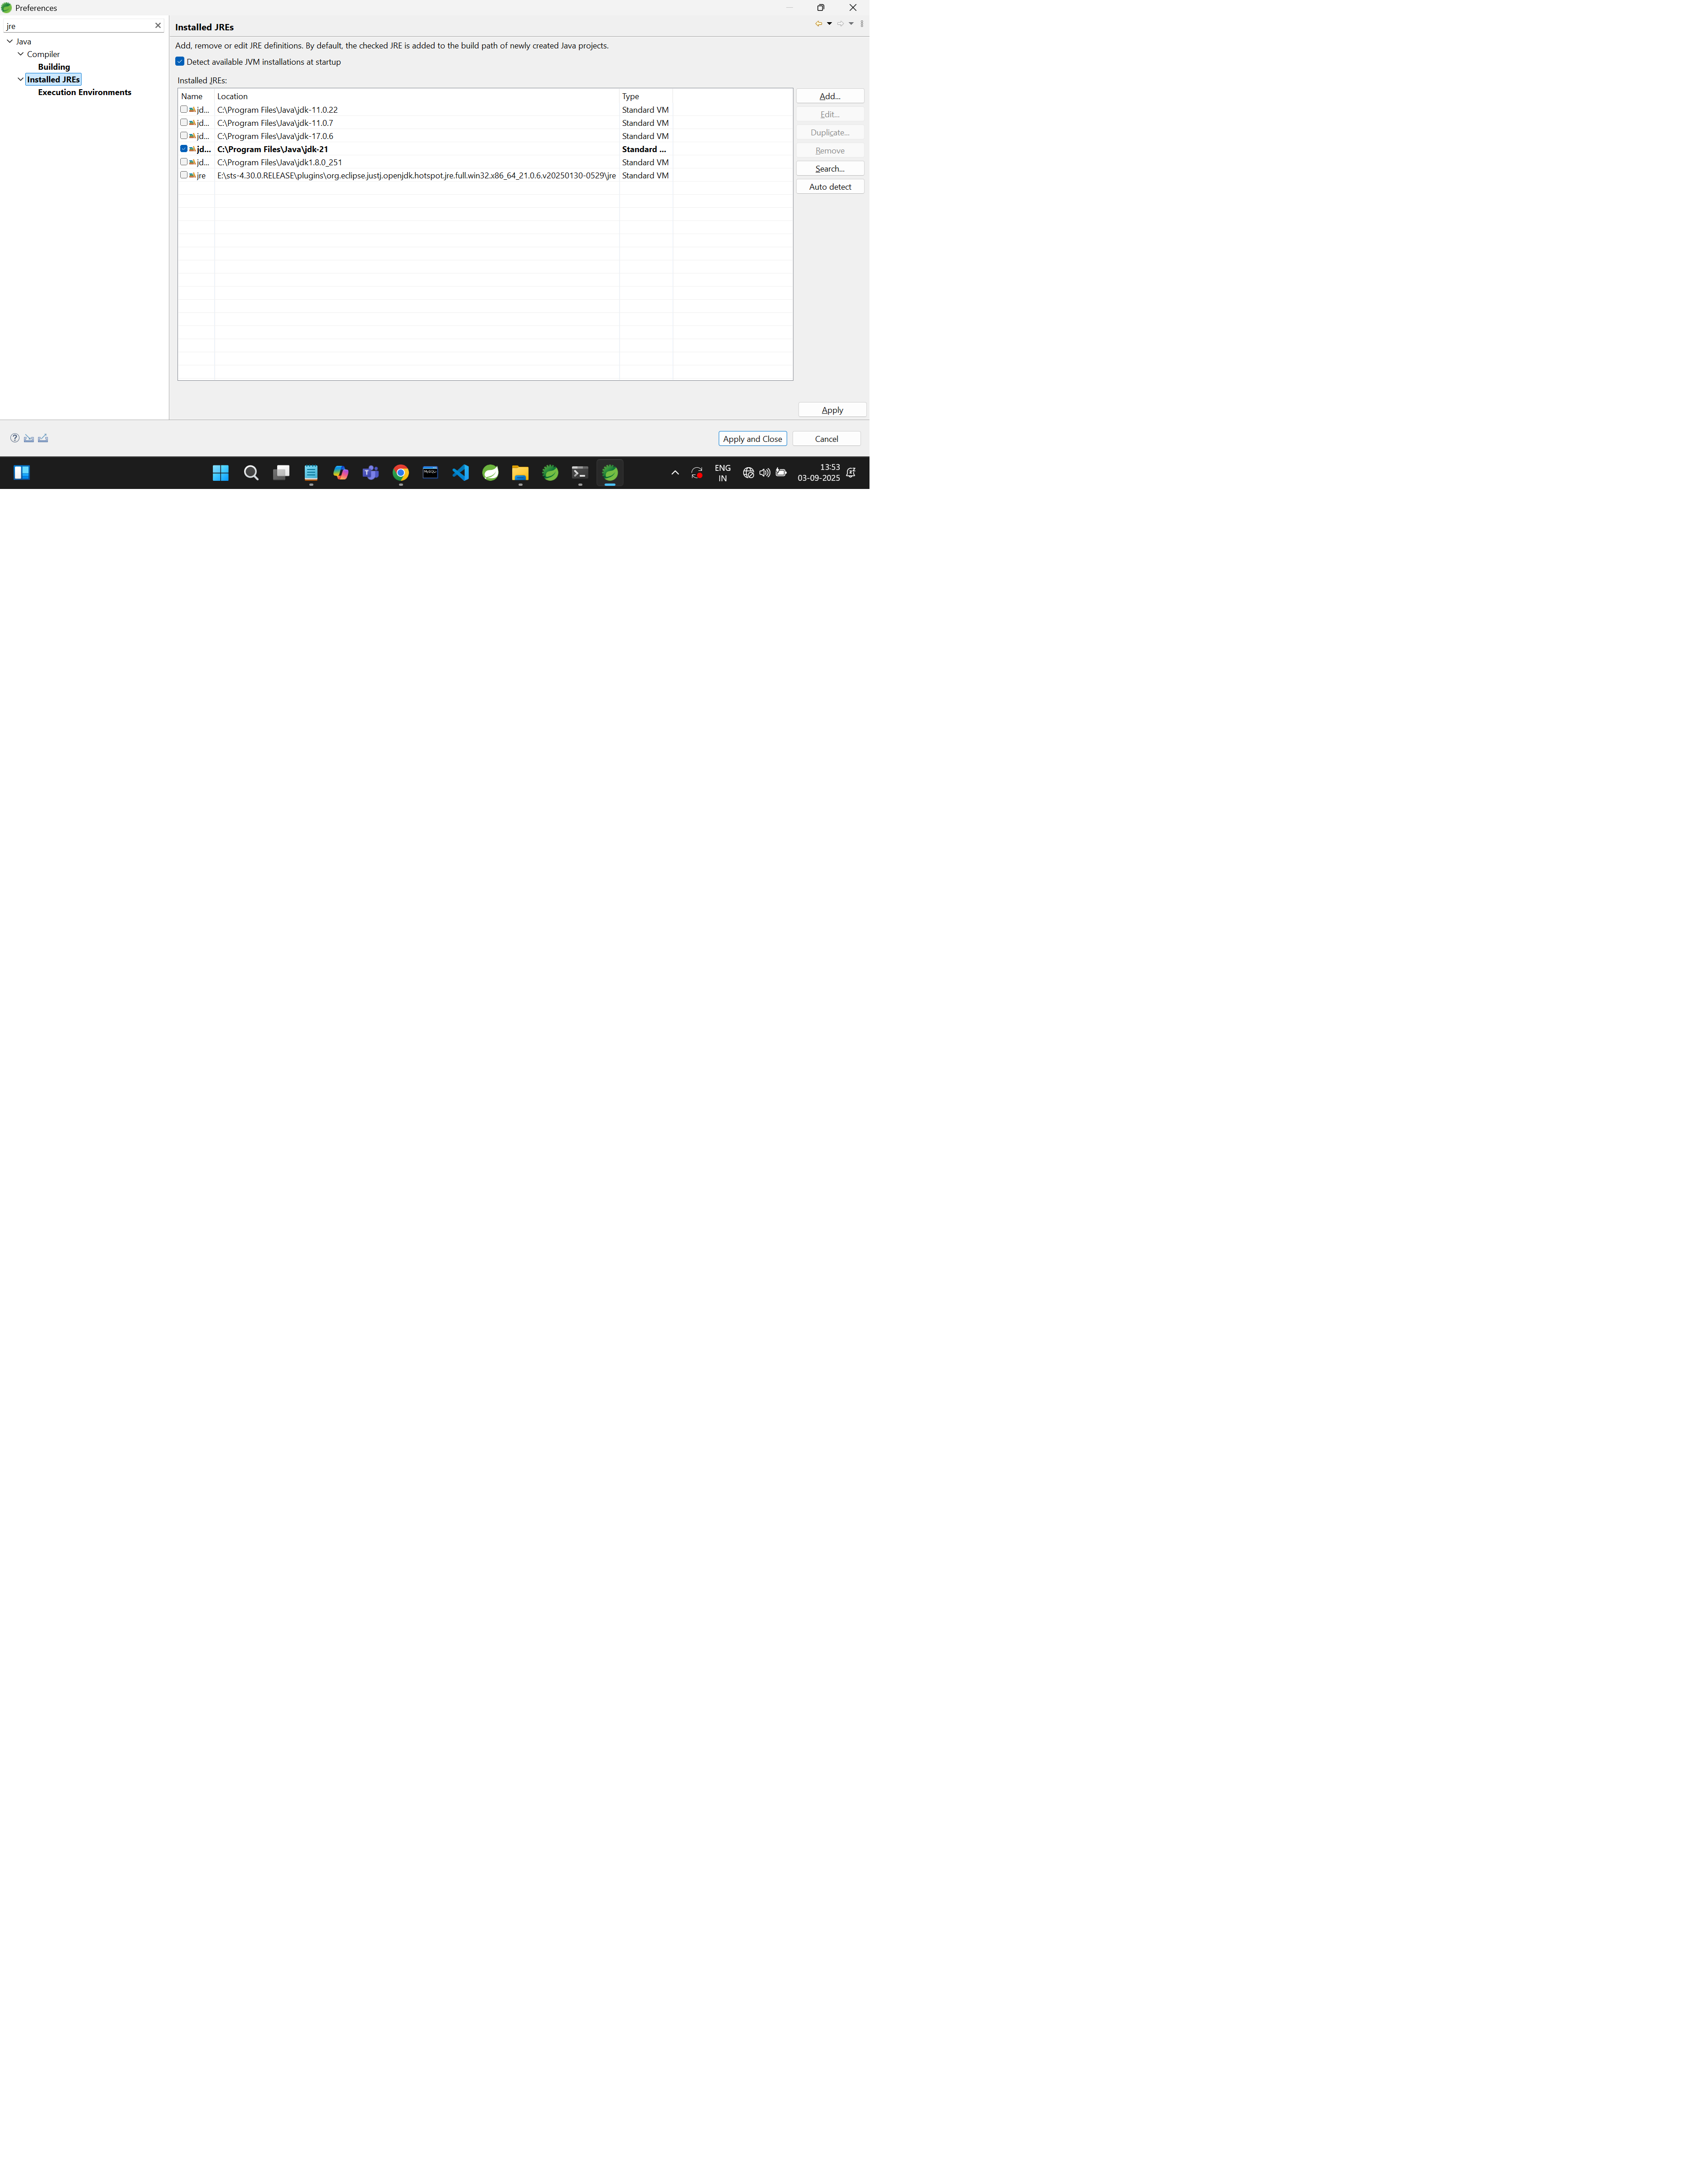 Preferences
jre
Java
Compiler
Building
Installed JREs
Execution Environments
Installed JREs
Add, remove or edit JRE definitions. By default, the checked JRE is added to the build path of newly created Java projects.
Detect available JVM installations at startup
Installed JREs:
Name Location Type
jd... C:\Program Files\Java\jdk-11.0.22 Standard VM
jd... C:\Program Files\Java\jdk-11.0.7 Standard VM
jd... C:\Program Files\Java\jdk-17.0.6 Standard VM
jd... C:\Program Files\Java\jdk-21 Standard ...
jd... C:\Program Files\Java\jdk1.8.0_251 Standard VM
jre E:\sts-4.30.0.RELEASE\plugins\org.eclipse.justj.openjdk.hotspot.jre.full.win32.x86_64_21.0.6.v20250130-0529\jre Standard VM
Add...
Edit...
Duplicate...
Remove
Search...
Auto detect
Apply
Apply and Close
Cancel
ENG
IN
13:53
03-09-2025